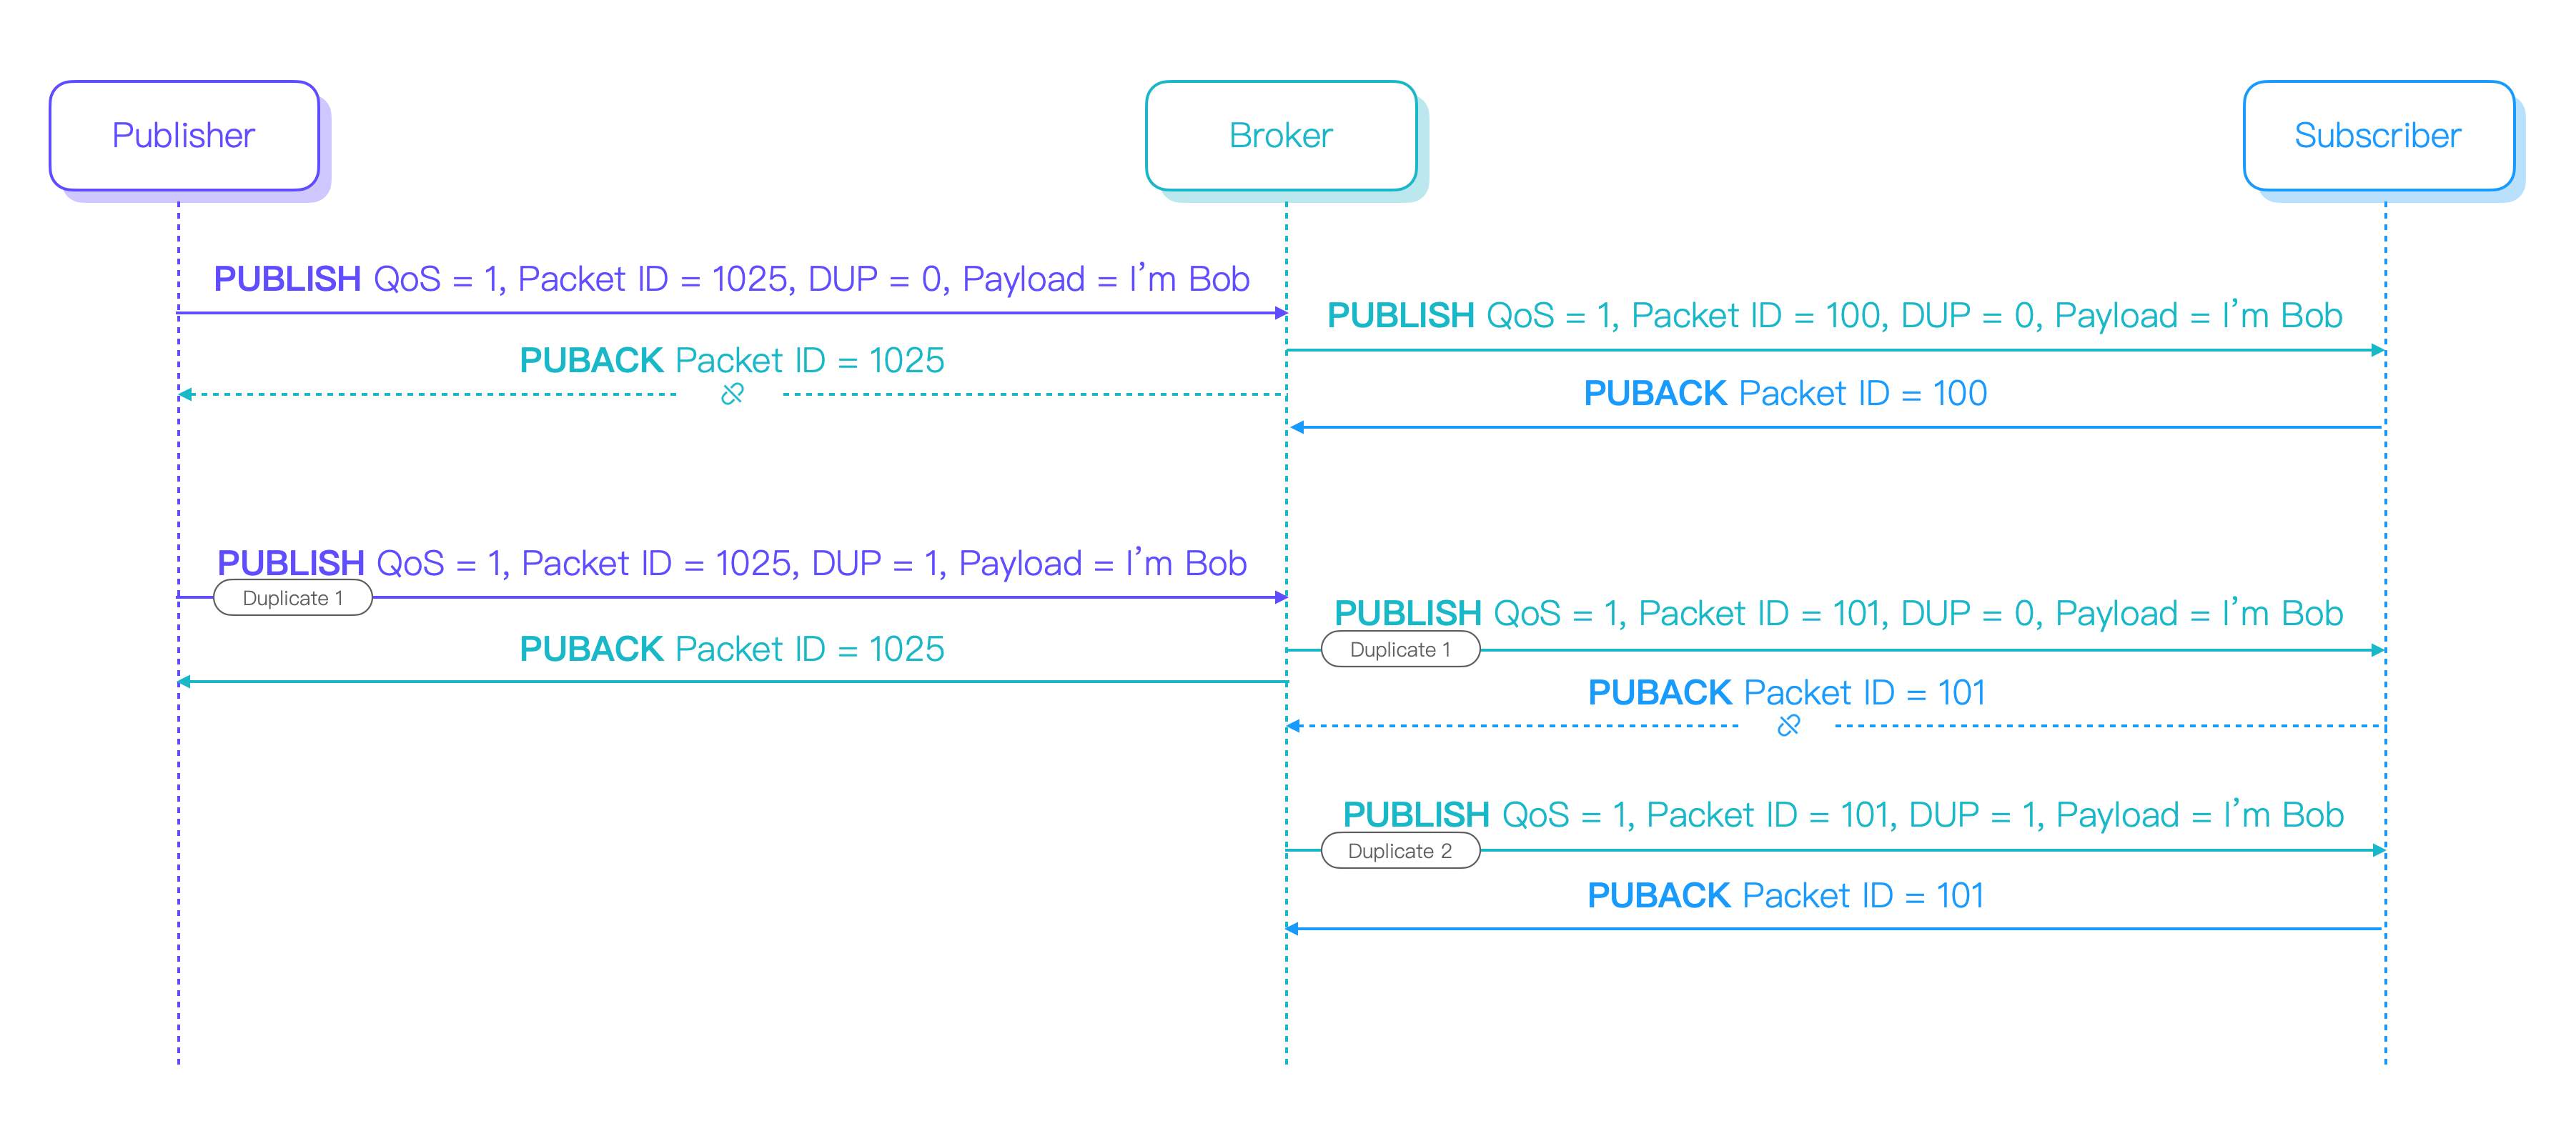 Publisher
Broker
Subscriber
PUBLISH QoS = 1, Packet ID = 1025, DUP = 0, Payload = I’m Bob
PUBLISH QoS = 1, Packet ID = 100, DUP = 0, Payload = I’m Bob
PUBACK Packet ID = 1025
PUBACK Packet ID = 100
PUBLISH QoS = 1, Packet ID = 1025, DUP = 1, Payload = I’m Bob
Duplicate 1
PUBLISH QoS = 1, Packet ID = 101, DUP = 0, Payload = I’m Bob
Duplicate 1
PUBACK Packet ID = 1025
PUBACK Packet ID = 101
PUBLISH QoS = 1, Packet ID = 101, DUP = 1, Payload = I’m Bob
Duplicate 2
PUBACK Packet ID = 101